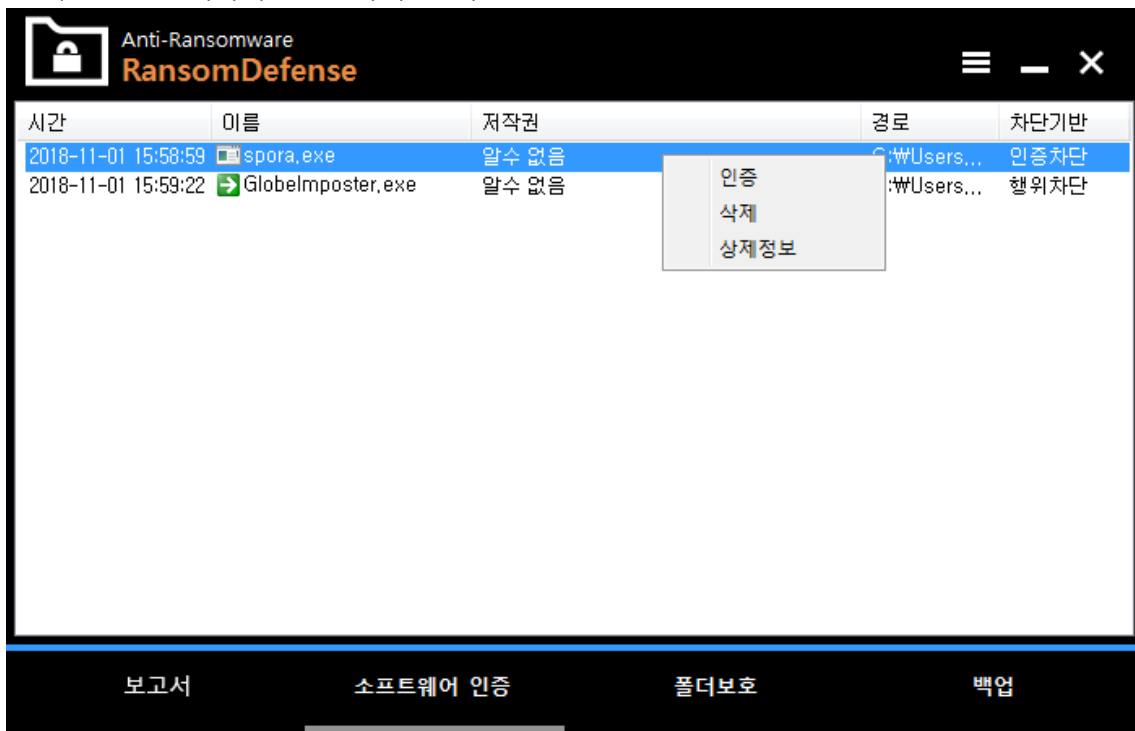 Anti-Ransomware
RansomDefense
시간 이름 저작권 경로 차단기반
2018-11-01 15:58:59 spora.exe 알수 없음 :₩Users... 인증차단
2018-11-01 15:59:22 GlobeImposter.exe 알수 없음 :₩Users... 행위차단
인증
삭제
상제정보
보고서 소프트웨어 인증 폴더보호 백업